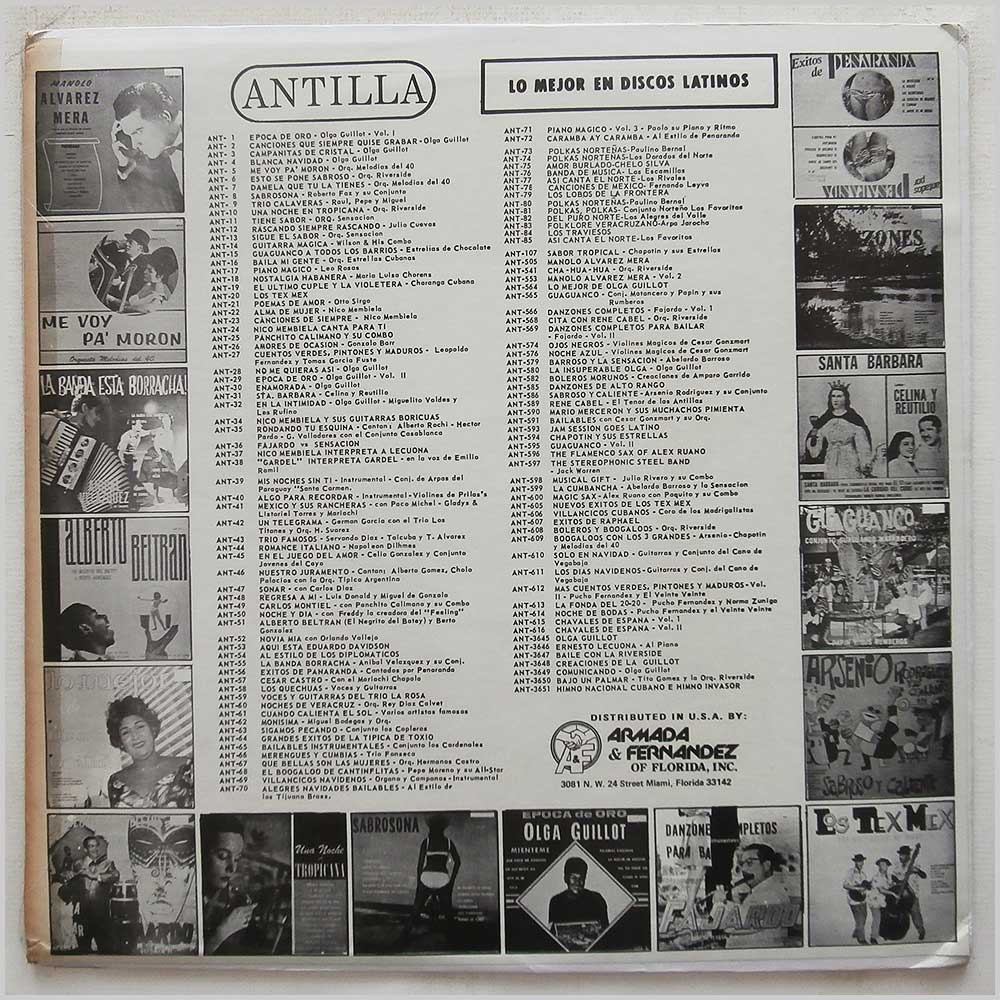 ANTILLA
LO MEJOR EN DISCOS LATINOS
ANT- 1 EPOCA DE ORO - Olga Guillot - Vol. I
ANT- 2 CANCIONES QUE SIEMPRE QUISE GRABAR - Olga Guillot
ANT- 3 CAMPANITAS DE CRISTAL - Olga Guillot
ANT- 4 BLANCA NAVIDAD - Olga Guillot
ANT- 5 ME VOY PA' MORON - Orq. Melodias del 40
ANT- 6 ESTO SE PONE SABROSO - Orq. Riverside
ANT- 7 DAMELA QUE TU LA TIENES - Orq. Melodias del 40
ANT- 8 SABROSONA - Roberto Faz y su Conjunto
ANT- 9 TRIO CALAVERAS - Raul, Pepe y Miguel
ANT- 10 UNA NOCHE EN TROPICANA - Orq. Riverside
ANT- 11 TIENE SABOR - ORQ. Sensacion
ANT- 12 RASCANDO SIEMPRE RASCANDO - Julio Cuevas
ANT- 13 SIGUE EL SABOR - Orq. Sensacion
ANT- 14 GUITARRA MAGICA - Wilson & His Combo
ANT- 15 GUAGUANCO A TODOS LOS BARRIOS - Estrellas de Chocolate
ANT- 16 BAILA MI GENTE - Orq. Estrellas Cubanas
ANT- 17 PIANO MAGICO - Leo Rosas
ANT- 18 NOSTALGIA HABANERA - Maria Luisa Chorens
ANT- 19 EL ULTIMO CUPLE Y LA VIOLETERA - Charanga Cubana
ANT-20 LOS TEX MEX
ANT-21 POEMAS DE AMOR - Otto Sirgo
ANT-22 ALMA DE MUJER - Nico Membiela
ANT-23 CANCIONES DE SIEMPRE - Nico Membiela
ANT-24 NICO MEMBIELA CANTA PARA TI
ANT-25 PANCHITO CALIMANO Y SU COMBO
ANT-26 AMORES DE OCASION - Gonzalo Barr
ANT-27 CUENTOS VERDES, PINTONES Y MADUROS - Leopoldo
Fernandez y Tomas Garcia Fuste
ANT-28 NO ME QUIERAS ASI - Olga Guillot
ANT-29 EPOCA DE ORO - Olga Guillot - Vol. II
ANT-30 ENAMORADA - Olga Guillot
ANT-31 STA. BARBARA - Celina y Reutilio
ANT-32 EN LA INTIMIDAD - Olga Guillot - Miguelito Valdes y
Los Rufino
ANT-34 NICO MEMBIELA Y SUS GUITARRAS BORICUAS
ANT-35 RONDANDO TU ESQUINA - Cantan: Alberto Rochi - Hector
Pardo - G. Valladares con el Conjunto Casablanca
ANT-36 FAJARDO vs SENSACION
ANT-37 NICO MEMBIELA INTERPRETA A LECUONA
ANT-38 "GARDEL" INTERPRETA GARDEL - en la voz de Emilio
Ramil
ANT-39 MIS NOCHES SIN TI - Instrumental - Conj. de Arpas del
Paraguay "Santa Carmen.
ANT-40 ALGO PARA RECORDAR - Instrumental-Violines de Prilas's
ANT-41 MEXICO Y SUS RANCHERAS - con Paco Michel - Gladys &
Listoriel Torres y Mariachi
ANT-42 UN TELEGRAMA - German Garcia con el Trio Los
Titanes y Orq. H. Suarez
ANT-43 TRIO FAMOSOS - Servando Diaz - Taicuba y T. Alvarez
ANT-44 ROMANCE ITALIANO - Napoleon Dilhmes
ANT-45 EN EL JUEGO DEL AMOR - Celio Gonzales y Conjunto
Jovenes del Cayo
ANT-46 NUESTRO JURAMENTO - Cantan: Alberto Gomez, Cholo
Palacios con la Orq. Tipica Argentina
ANT-47 SONAR - con Carlos Diaz
ANT-48 REGRESA A MI - Luis Donald y Miguel de Gonzalo
ANT-49 CARLOS MONTIEL - con Panchito Calimano y su Combo
ANT-50 NOCHE Y DIA - con Freddy la creadora del "Feeling"
ANT-51 ALBERTO BELTRAN (El Negrito del Batey) & Berto
Gonzalez
ANT-52 NOVIA MIA con Orlando Vallejo
ANT-53 AQUI ESTA EDUARDO DAVIDSON
ANT-54 AL ESTILO DE LOS DIPLOMATICOS
ANT-55 LA BANDA BORRACHA - Anibal Velazquez y su Conj.
ANT-56 EXITOS DE PANARANDA - Cantados por Penaranda
ANT-57 CESAR CASTRO - Con el Mariachi Chapala
ANT-58 LOS QUECHUAS - Voces y Guitarras
ANT-59 VOCES Y GUITARRAS DEL TRIO LA ROSA
ANT-60 NOCHES DE VERACRUZ - Orq. Rey Diaz Calvet
ANT-61 CUANDO CALIENTA EL SOL - Varios artistas famosos
ANT-62 MONISIMA - Miguel Bodegas y Orq.
ANT-63 SIGAMOS PECANDO - Conjunto los Copleros
ANT-64 GRANDES EXITOS DE LA TIPICA DE TOXIO
ANT-65 BAILABLES INSTRUMENTALES - Conjunto los Cardenales
ANT-66 MERENGUES Y CUMBIAS - Trio Fonseca
ANT-67 QUE BELLAS SON LAS MUJERES - Orq. Hermanos Castro
ANT-68 EL BOOGALOO DE CANTINFLITAS - Pepe Moreno y su All-Star
ANT-69 VILLANCICOS NAVIDENOS - Organo y Campanas - Instrumental
ANT-70 ALEGRES NAVIDADES BAILABLES - Al Estilo de
los Tijuana Brass.
ANT-71 PIANO MAGICO - Vol. 3 - Paolo su Piano y Ritmo
ANT-72 CARAMBA AY CARAMBA - Al Estilo de Penaranda
ANT-73 POLKAS NORTEÑAS-Paulino Bernal
ANT-74 POLKAS NORTEÑAS-Los Dorados del Norte
ANT-75 AMOR BURLADO-CHELO SILVA
ANT-76 BANDA DE MUSICA - Las Escamillas
ANT-77 ASI CANTA EL NORTE-Los Rivales
ANT-78 CANCIONES DE MEXICO- Fernando Leyva
ANT-79 LOS LOBOS DE LA FRONTERA
ANT-80 POLKAS NORTEÑAS-Paulino Bernal
ANT-81 POLKAS, POLKAS- Conjunto Norteño Los Favoritos
ANT-82 DEL PURO NORTE-Los Alegres del Valle
ANT-83 FOLKLORE VERACRUZANO-Arpa Jarocha
ANT-84 LOS TRAVIESOS
ANT-85 ASI CANTA EL NORTE-Los Favoritos
ANT-107 SABOR TROPICAL - Chapotin y sus Estrellas
ANT-505 MANOLO ALVAREZ MERA
ANT-541 CHA-HUA-HUA - Orq. Riverside
ANT-553 MANOLO ALVAREZ MERA - Vol. 2
ANT-564 LO MEJOR DE OLGA GUILLOT
ANT-565 GUAGUANCO - Conj. Matancero y Papin y sus
Rumberos
ANT-566 DANZONES COMPLETOS - Fajardo - Vol. 1
ANT-568 CITA CON RENE CABEL - Orq. Riverside
ANT-569 DANZONES COMPLETOS PARA BAILAR
- Fajardo - Vol. II
ANT-574 OJOS NEGROS - Violines Magicos de Cesar Gonzmart
ANT-576 NOCHE AZUL - Violines Magicos de Cesar Gonzmart
ANT-579 BARROSO Y LA SENSACION - Abelardo Barroso
ANT-580 LA INSUPERABLE OLGA - Olga Guillot
ANT-582 BOLEROS MORUNOS - Creaciones de Amparo Garrido
ANT-585 DANZONES DE ALTO RANGO
ANT-586 SABROSO Y CALIENTE - Arsenio Rodriguez y su Conjunto
ANT-589 RENE CABEL - El Tenor de las Antillas
ANT-590 MARIO MERCERON Y SUS MUCHACHOS PIMIENTA
ANT-591 BAILABLES con Cesar Gonzmart y su Orq.
ANT-593 JAM SESSION GOES LATINO
ANT-594 CHAPOTIN Y SUS ESTRELLAS
ANT-595 GUAGUANCO - Vol. II
ANT-596 THE FLAMENCO SAX OF ALEX RUANO
ANT-597 THE STEREOPHONIC STEEL BAND
- Jack Warren
ANT-598 MUSICAL GIFT - Julio Rivero y su Combo
ANT-599 LA CUMBANCHA - Abelardo Barroso y la Sensacion
ANT-600 MAGIC SAX - Alex Ruano con Paquito y su Combo
ANT-605 NUEVOS EXITOS DE LOS TEX MEX
ANT-606 VILLANCICOS CUBANOS - Coro de los Madrigalistas
ANT-607 EXITOS DE RAPHAEL
ANT-608 BOLEROS Y BOOGALOOS - Orq. Riverside
ANT-609 BOOGALOOS CON LOS 3 GRANDES - Arsenio-Chapotin
y Melodias del 40
ANT-610 SOLO EN NAVIDAD - Guitarras y Conjunto del Cano de
Vegabaja
ANT-611 LOS DIAS NAVIDENOS-Guitarras y Conj. del Cano de
Vegabaja
ANT-612 MAS CUENTOS VERDES, PINTONES Y MADUROS-Vol.
11 - Pucho Fernandez y El Veinte Veinte
ANT-613 LA FONDA DEL 20-20 - Pucho Fernandez y Norma Zuniga
ANT-614 NOCHE DE BODAS - Pucho Fernandez y el Veinte Veinte
ANT-615 CHAVALES DE ESPANA - Vol. 1
ANT-616 CHAVALES DE ESPANA - Vol. II
ANT-3645 OLGA GUILLOT
ANT-3646 ERNESTO LECUONA - Al Piano
ANT-3647 BAILE CON LA RIVERSIDE
ANT-3648 CREACIONES DE LA GUILLOT
ANT-3649 COMUNICANDO - Olga Guillot
ANT-3650 BAJO UN PALMAR - Tito Gomez y la Orq. Riverside
ANT-3651 HIMNO NACIONAL CUBANO E HIMNO INVASOR
DISTRIBUTED IN U.S.A. BY:
A&F
ARMADA
& FERNANDEZ
OF FLORIDA, INC.
3081 N. W. 24 Street Miami, Florida 33142
MANOLO
ALVAREZ
MERA
ME VOY
PA' MORON
Orquesta Melodias del 40
LA BANDA ESTA BORRACHA!
ALBERTO
BELTRAN
Exitos de PEÑARANDA
PEÑARANDA
ZONES
SANTA BARBARA
CELINA Y
REUTILIO
GUAGUANCO
ARSENIO
SABROSO Y CALIENTE
Una Noche
TROPICANA
SABROSONA
EPOCA de ORO
OLGA GUILLOT
MIENTEME
DANZONES COMPLETOS
PARA BA
FAJARDO
LOS TEX MEX